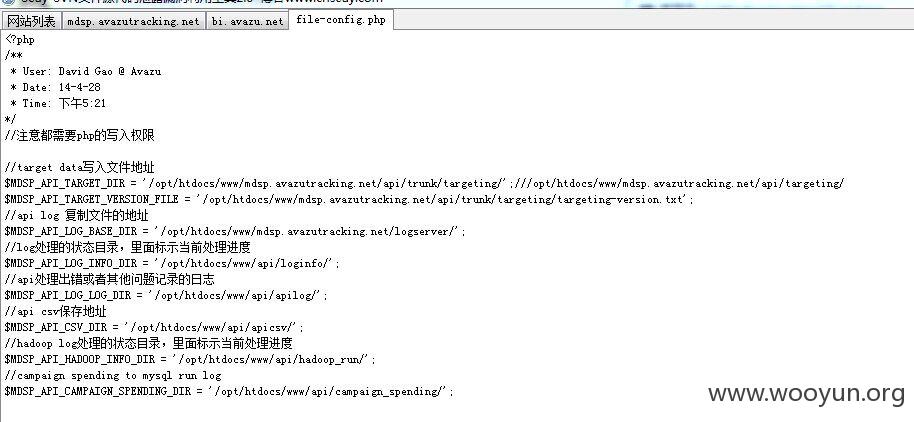 网站列表 mdsp.avazutracking.net bi.avazu.net file-config.php
<?php
/**
* User: David Gao @ Avazu
* Date: 14-4-28
* Time: 下午5:21
*/
//注意都需要php的写入权限
//target data写入文件地址
$MDSP_API_TARGET_DIR = '/opt/htdocs/www/mdsp.avazutracking.net/api/trunk/targeting/';///opt/htdocs/www/mdsp.avazutracking.net/api/targeting/
$MDSP_API_TARGET_VERSION_FILE = '/opt/htdocs/www/mdsp.avazutracking.net/api/trunk/targeting/targeting-version.txt';
//api log 复制文件的地址
$MDSP_API_LOG_BASE_DIR = '/opt/htdocs/www/mdsp.avazutracking.net/logserver/';
//log处理的状态目录，里面标示当前处理进度
$MDSP_API_LOG_INFO_DIR = '/opt/htdocs/www/api/loginfo/';
//api处理出错或者其他问题记录的日志
$MDSP_API_LOG_LOG_DIR = '/opt/htdocs/www/api/apilog/';
//api csv保存地址
$MDSP_API_CSV_DIR = '/opt/htdocs/www/api/apicsv/';
//hadoop log处理的状态目录，里面标示当前处理进度
$MDSP_API_HADOOP_INFO_DIR = '/opt/htdocs/www/api/hadoop_run/';
//campaign spending to mysql run log
$MDSP_API_CAMPAIGN_SPENDING_DIR = '/opt/htdocs/www/api/campaign_spending/';
www.wooyun.org